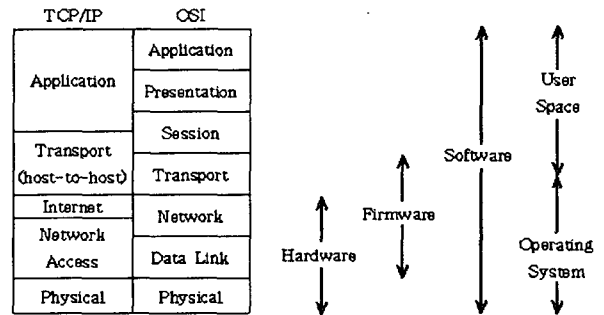 TCP/IP OSI
Application
Presentation
Session
Transport
Network
Data Link
Physical
Application
Transport
(host-to-host)
Internet
Network
Access
Physical
Hardware
Firmware
Software
User
Space
Operating
System